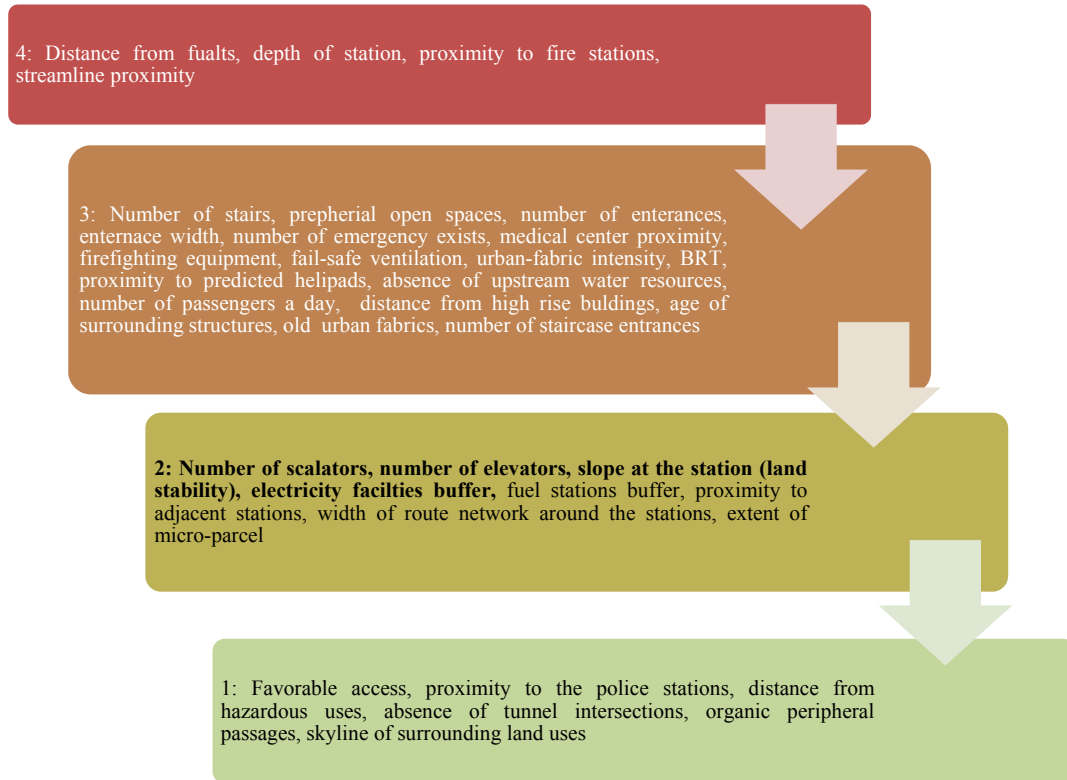 4: Distance from fualts, depth of station, proximity to fire stations,
streamline proximity
3: Number of stairs, prepherial open spaces, number of enterances,
enternace width, number of emergency exists, medical center proximity,
firefighting equipment, fail-safe ventilation, urban-fabric intensity, BRT,
proximity to predicted helipads, absence of upstream water resources,
number of passengers a day, distance from high rise buldings, age of
surrounding structures, old urban fabrics, number of staircase entrances
2: Number of scalators, number of elevators, slope at the station (land
stability), electricity facilties buffer, fuel stations buffer, proximity to
adjacent stations, width of route network around the stations, extent of
micro-parcel
1: Favorable access, proximity to the police stations, distance from
hazardous uses, absence of tunnel intersections, organic peripheral
passages, skyline of surrounding land uses